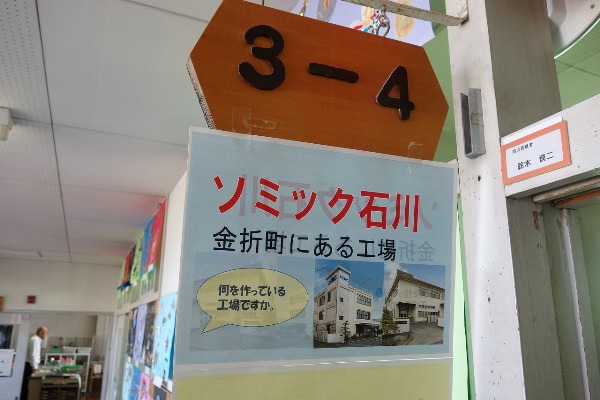 3-4
ソミック石川
金折町にある工場
何を作っている
工場ですか。